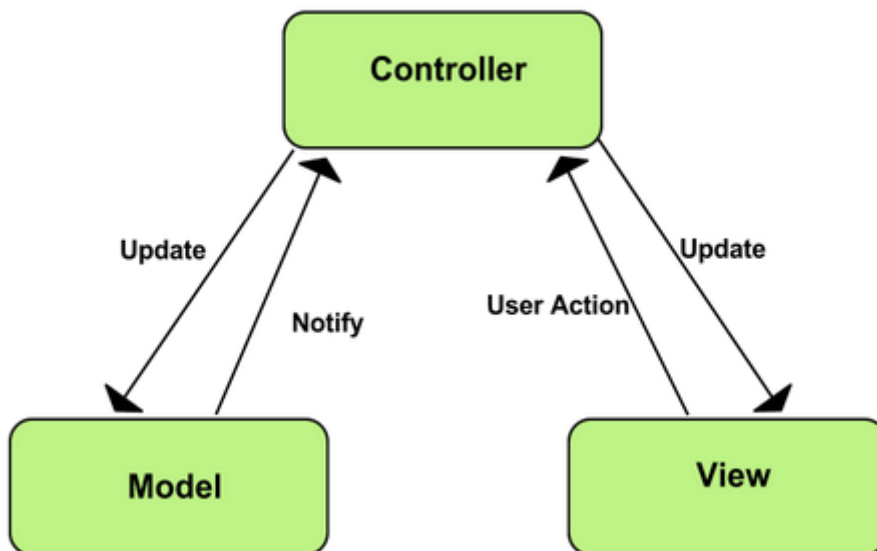 Controller
Update
Update
User Action
Notify
Model
View